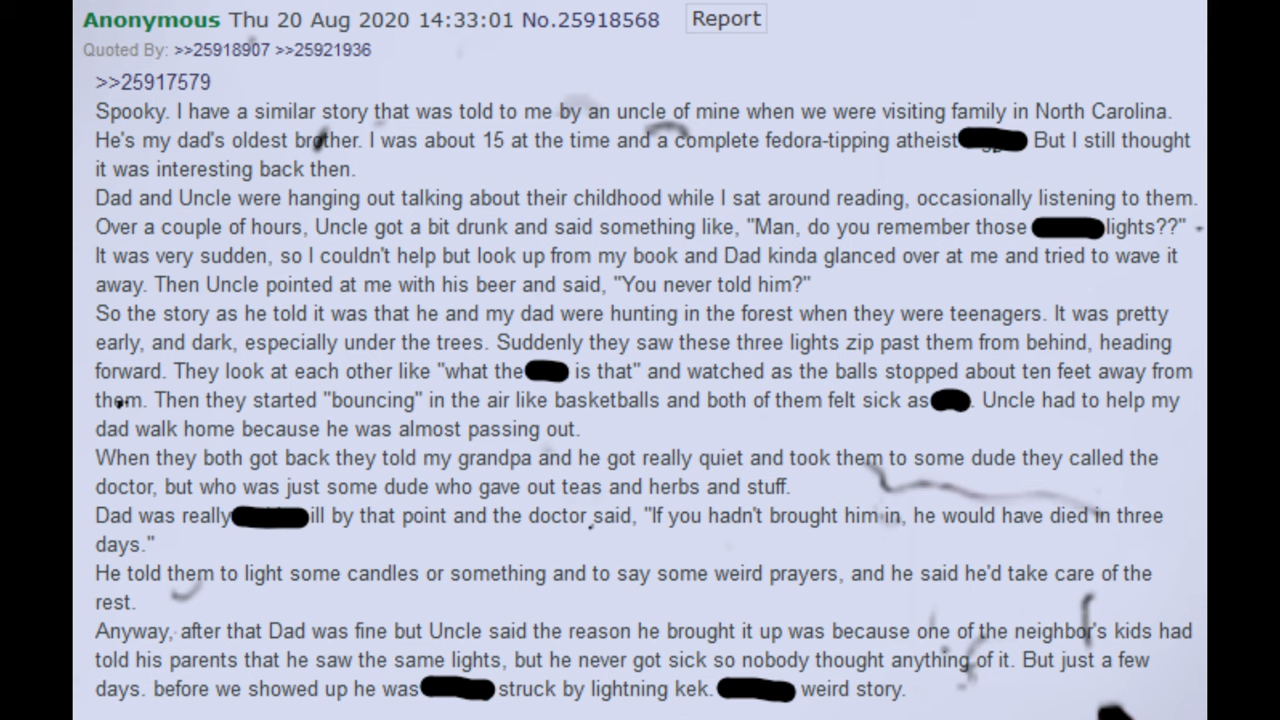 Anonymous Thu 20 Aug 2020 14:33:01 No.25918568 Report
Quoted By: >>25918907 >>25921936
>>25917579
Spooky. I have a similar story that was told to me by an uncle of mine when we were visiting family in North Carolina.
He's my dad's oldest brother. I was about 15 at the time and a complete fedora-tipping atheist But I still thought
it was interesting back then.
Dad and Uncle were hanging out talking about their childhood while I sat around reading, occasionally listening to them.
Over a couple of hours, Uncle got a bit drunk and said something like, "Man, do you remember those lights??"
It was very sudden, so I couldn't help but look up from my book and Dad kinda glanced over at me and tried to wave it
away. Then Uncle pointed at me with his beer and said, "You never told him?"
So the story as he told it was that he and my dad were hunting in the forest when they were teenagers. It was pretty
early, and dark, especially under the trees. Suddenly they saw these three lights zip past them from behind, heading
forward. They look at each other like "what the is that" and watched as the balls stopped about ten feet away from
them. Then they started "bouncing" in the air like basketballs and both of them felt sick as . Uncle had to help my
dad walk home because he was almost passing out.
When they both got back they told my grandpa and he got really quiet and took them to some dude they called the
doctor, but who was just some dude who gave out teas and herbs and stuff.
Dad was really ill by that point and the doctor said, "If you hadn't brought him in, he would have died in three
days."
He told them to light some candles or something and to say some weird prayers, and he said he'd take care of the
rest.
Anyway, after that Dad was fine but Uncle said the reason he brought it up was because one of the neighbor's kids had
told his parents that he saw the same lights, but he never got sick so nobody thought anything of it. But just a few
days. before we showed up he was struck by lightning kek. weird story.